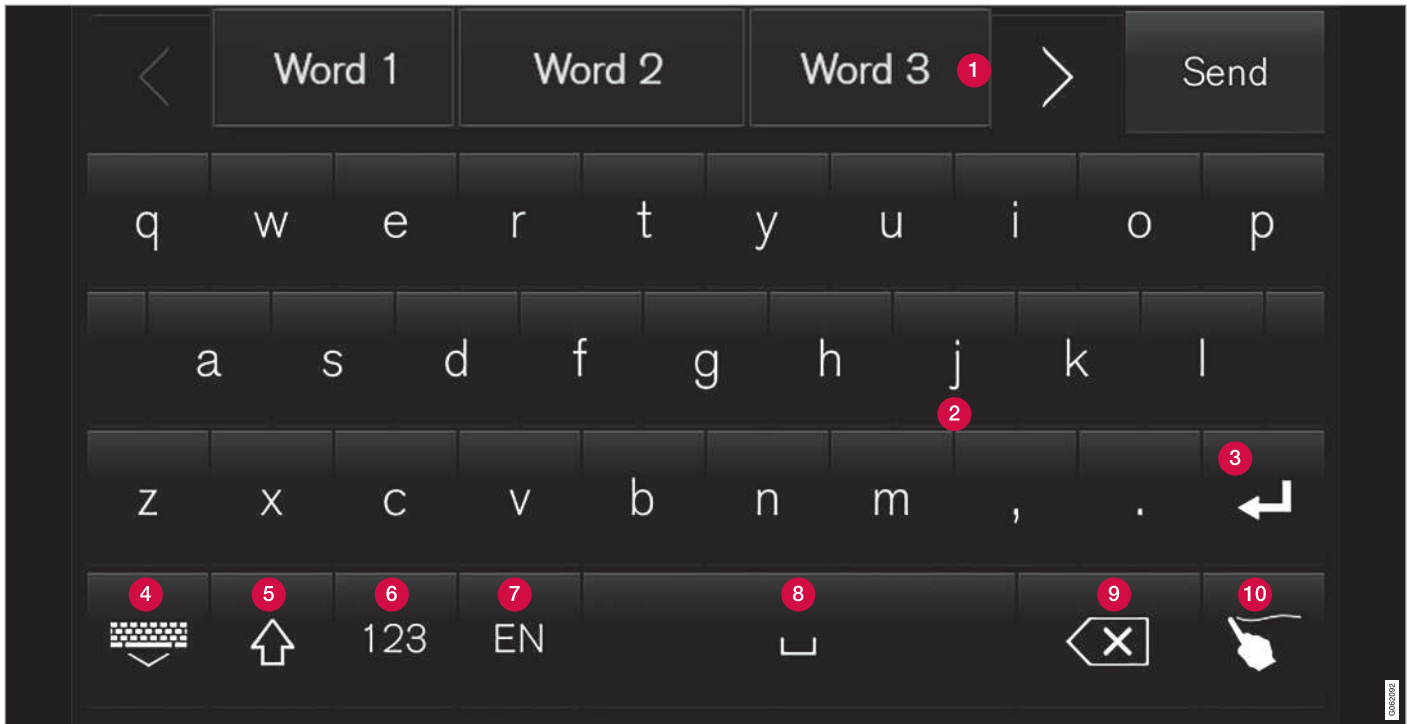 Word 1 Word 2 Word 3 1 Send
q w e r t y u i o p
a s d f g h j k l
2
3
z x c v b n m , .
4 5 6 7 8 9 10
123 EN
G062092